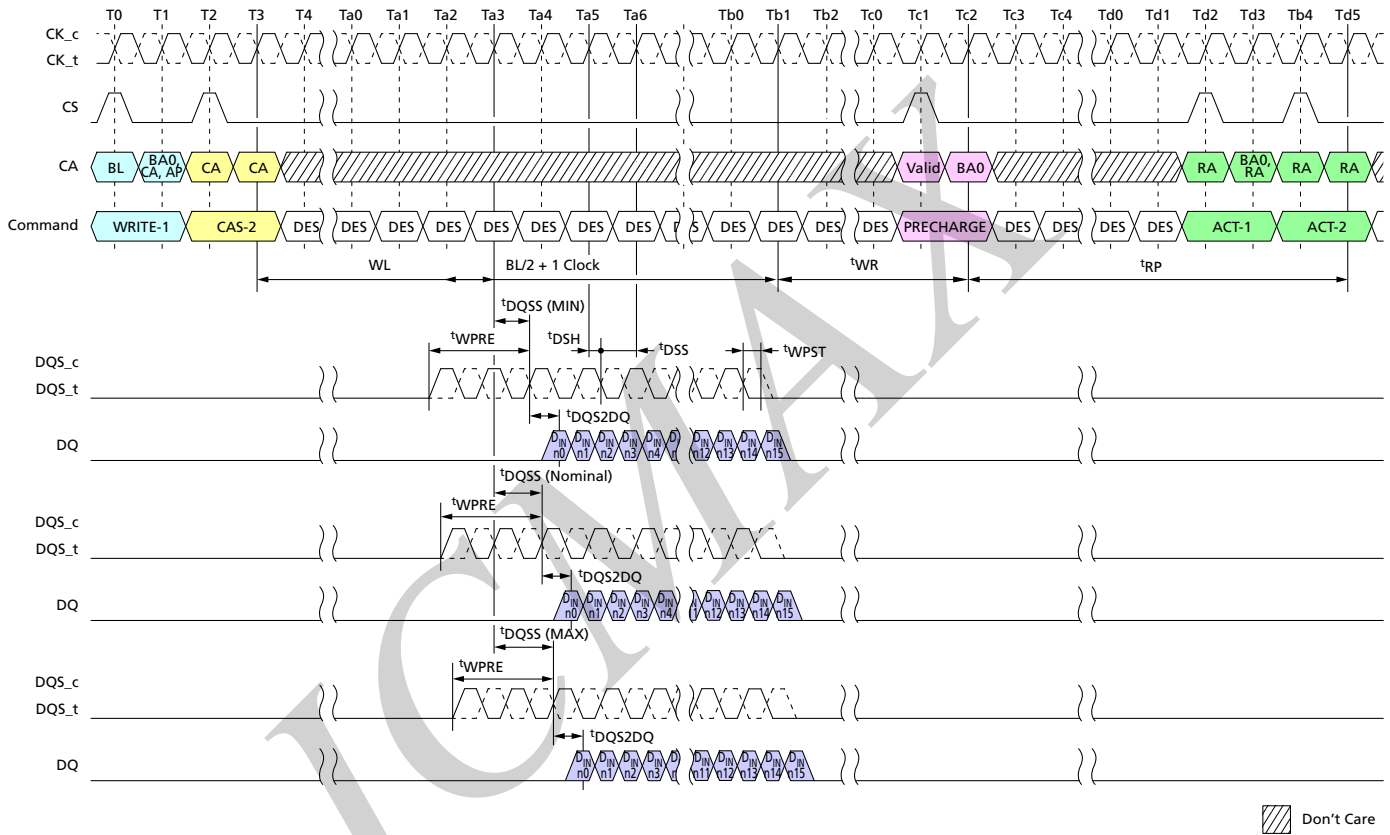 T0 T1 T2 T3 T4 Ta0 Ta1 Ta2 Ta3 Ta4 Ta5 Ta6 Tb0 Tb1 Tb2 Tc0 Tc1 Tc2 Tc3 Tc4 Td0 Td1 Td2 Td3 Tb4 Td5
CK_c
CK_t
CS
CA BL BA0, CA, AP CA CA Valid BA0 RA BA0, RA RA RA
Command WRITE-1 CAS-2 DES DES DES DES DES DES DES DES DES DES DES DES PRECHARGE DES DES DES DES ACT-1 ACT-2
WL BL/2 + 1 Clock tWR tRP
tDQSS (MIN)
tWPRE tDSH tDSS tWPST
DQS_c
DQS_t
tDQS2DQ
DQ DIN n0 DIN n1 DIN n2 DIN n3 DIN n4 DIN n12 DIN n13 DIN n14 DIN n15
tDQSS (Nominal)
tWPRE
DQS_c
DQS_t
tDQS2DQ
DQ DIN n0 DIN n1 DIN n2 DIN n3 DIN n4 DIN n12 DIN n13 DIN n14 DIN n15
tDQSS (MAX)
tWPRE
DQS_c
DQS_t
tDQS2DQ
DQ DIN n0 DIN n1 DIN n2 DIN n3 DIN n11 DIN n12 DIN n13 DIN n14 DIN n15
Don't Care
ICMAX